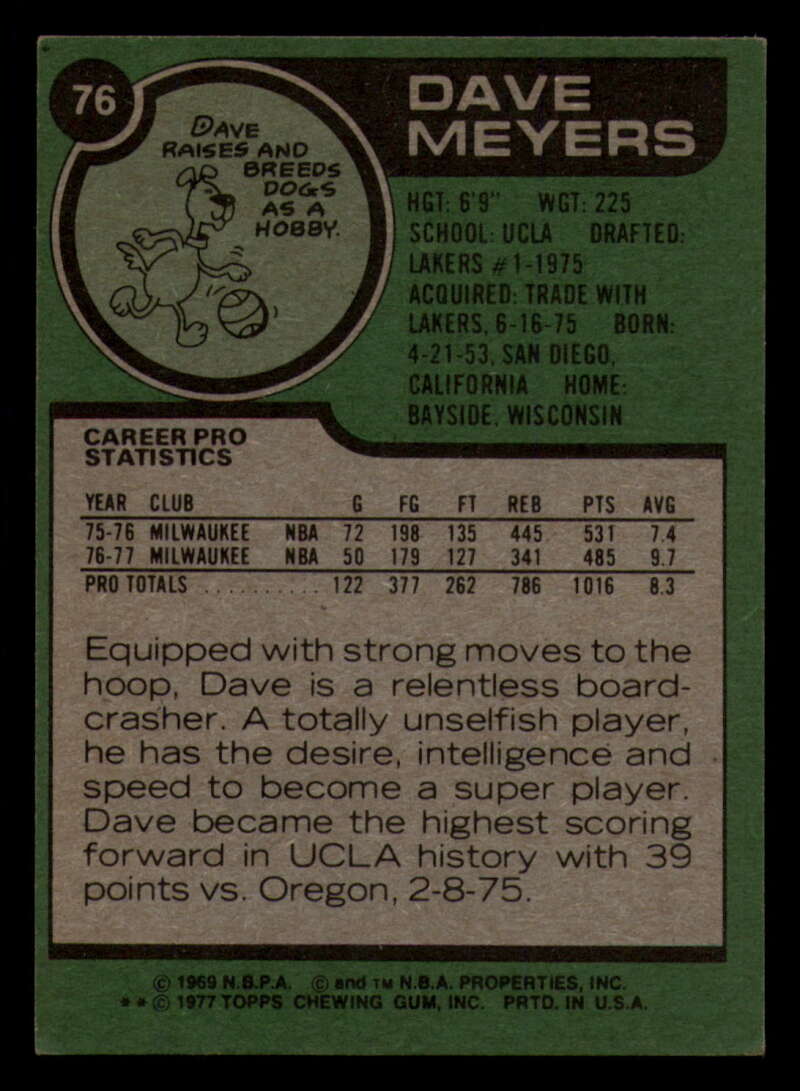 76
DAVE
MEYERS
DAVE
RAISES AND
BREEDS
DOGS
AS A
HOBBY.
HGT: 6'9" WGT: 225
SCHOOL: UCLA DRAFTED:
LAKERS #1-1975
ACQUIRED: TRADE WITH
LAKERS, 6-16-75 BORN:
4-21-53, SAN DIEGO,
CALIFORNIA HOME:
BAYSIDE, WISCONSIN
CAREER PRO
STATISTICS
YEAR CLUB G FG FT REB PTS AVG
75-76 MILWAUKEE NBA 72 198 135 445 531 7.4
76-77 MILWAUKEE NBA 50 179 127 341 485 9.7
PRO TOTALS .......... 122 377 262 786 1016 8.3
Equipped with strong moves to the
hoop, Dave is a relentless board-
crasher. A totally unselfish player,
he has the desire, intelligence and
speed to become a super player.
Dave became the highest scoring
forward in UCLA history with 39
points vs. Oregon, 2-8-75.
© 1969 N.B.P.A. © and TM N.B.A. PROPERTIES, INC.
* * © 1977 TOPPS CHEWING GUM, INC. PRTD. IN U.S.A.